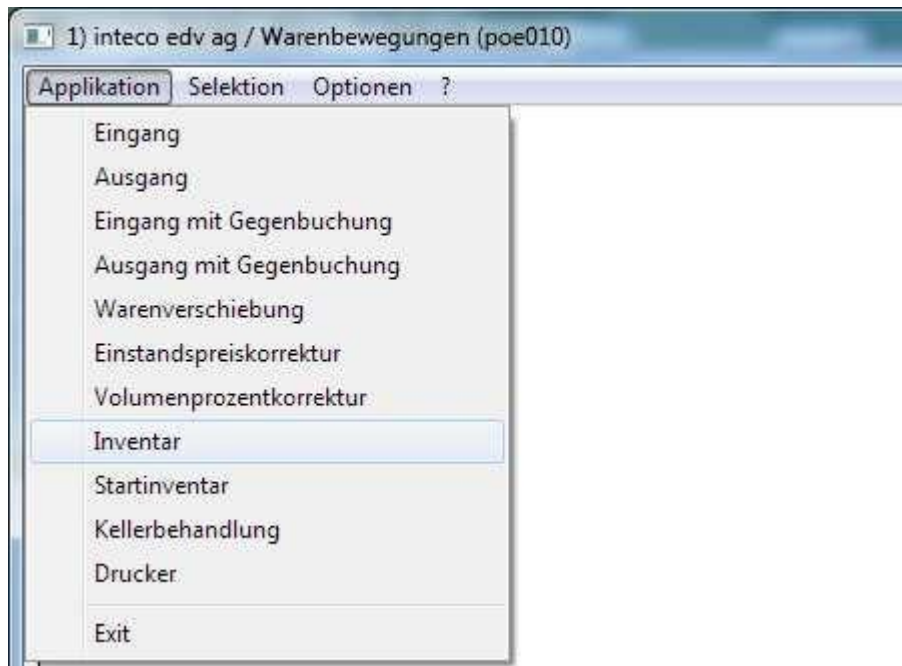 1) inteco edv ag / Warenbewegungen (poe010)
Applikation Selektion Optionen ?
Eingang
Ausgang
Eingang mit Gegenbuchung
Ausgang mit Gegenbuchung
Warenverschiebung
Einstandspreiskorrektur
Volumenprozentkorrektur
Inventar
Startinventar
Kellerbehandlung
Drucker
Exit